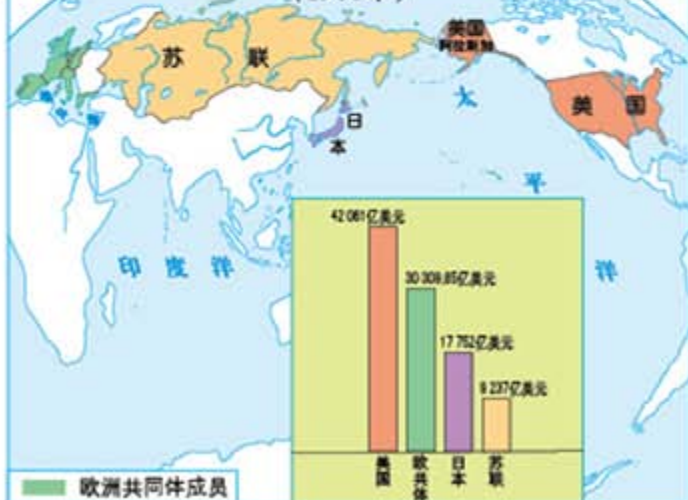 美国
阿拉斯加
苏联
美国
太
日
本
平
42 061亿美元
印度洋
洋
30 309.85亿美元
17 752亿美元
9 237亿美元
美国
欧共体
日本
苏联
欧洲共同体成员